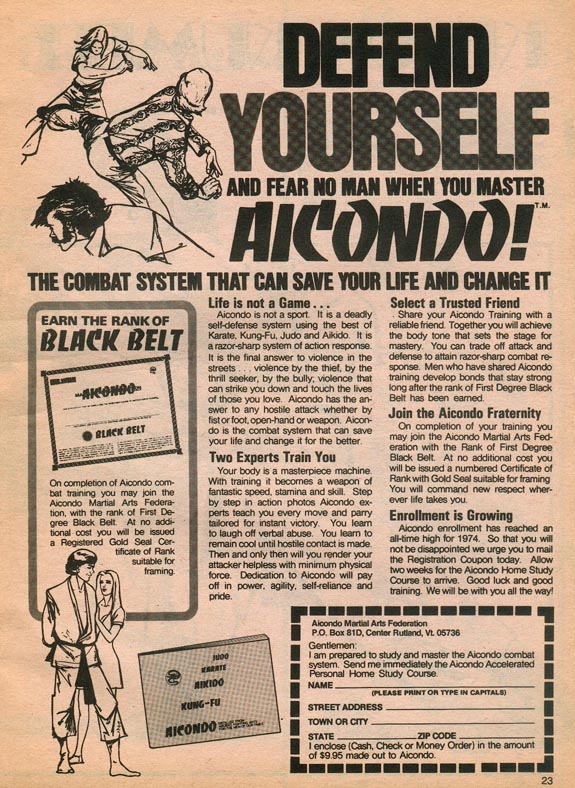 DEFEND
YOURSELF
AND FEAR NO MAN WHEN YOU MASTER
AICONDO!
T.M.
THE COMBAT SYSTEM THAT CAN SAVE YOUR LIFE AND CHANGE IT
EARN THE RANK OF
BLACK BELT
AICONDO
BLACK BELT
On completion of Aicondo com-
bat training you may join the
Aicondo Martial Arts Federa-
tion, with the rank of First De-
gree Black Belt. At no addi-
tional cost you will be issued
a Registered Gold Seal Cer-
tificate of Rank
suitable for
framing.
Life is not a Game . . .
Aicondo is not a sport. It is a deadly
self-defense system using the best of
Karate, Kung-Fu, Judo and Aikido. It is
a razor-sharp system of action response.
It is the final answer to violence in the
streets . . . violence by the thief, by the
thrill seeker, by the bully; violence that
can strike you down and touch the lives
of those you love. Aicondo has the an-
swer to any hostile attack whether by
fist or foot, open-hand or weapon. Aicon-
do is the combat system that can save
your life and change it for the better.
Two Experts Train You
Your body is a masterpiece machine.
With training it becomes a weapon of
fantastic speed, stamina and skill. Step
by step in action photos Aicondo ex-
perts teach you every move and parry
tailored for instant victory. You learn
to laugh off verbal abuse. You learn to
remain cool until hostile contact is made.
Then and only then will you render your
attacker helpless with minimum physical
force. Dedication to Aicondo will pay
off in power, agility, self-reliance and
pride.
Select a Trusted Friend
Share your Aicondo Training with a
reliable friend. Together you will achieve
the body tone that sets the stage for
mastery. You can trade off attack and
defense to attain razor-sharp combat re-
sponse. Men who have shared Aicondo
training develop bonds that stay strong
long after the rank of First Degree Black
Belt has been earned.
Join the Aicondo Fraternity
On completion of your training you
may join the Aicondo Martial Arts Fed-
eration with the Rank of First Degree
Black Belt. At no additional cost you
will be issued a numbered Certificate of
Rank with Gold Seal suitable for framing
You will command new respect wher-
ever life takes you.
Enrollment is Growing
Aicondo enrollment has reached an
all-time high for 1974. So that you will
not be disappointed we urge you to mail
the Registration Coupon today. Allow
two weeks for the Aicondo Home Study
Course to arrive. Good luck and good
training. We will be with you all the way!
JUDO
KARATE
AIKIDO
KUNG-FU
AICONDO
Aicondo Martial Arts Federation
P.O. Box 81D, Center Rutland, Vt. 05736
Gentlemen:
I am prepared to study and master the Aicondo combat
system. Send me immediately the Aicondo Accelerated
Personal Home Study Course.
NAME
(PLEASE PRINT OR TYPE IN CAPITALS)
STREET ADDRESS
TOWN OR CITY
STATE ZIP CODE
I enclose (Cash, Check or Money Order) in the amount
of $9.95 made out to Aicondo.
23